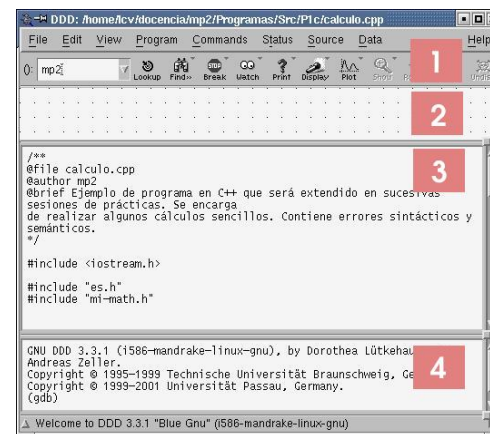 DDD: /home/lcv/docencia/mp2/Programas/Src/P1c/calculo.cpp
File Edit View Program Commands Status Source Data Help
(): mp2 Lookup Find» Break Watch Print Display Plot Show
1
2
3
/**
@file calculo.cpp
@author mp2
@brief Ejemplo de programa en C++ que será extendido en sucesivas
sesiones de prácticas. Se encarga
de realizar algunos cálculos sencillos. Contiene errores sintácticos y
semánticos.
*/
#include <iostream.h>
#include "es.h"
#include "mi-math.h"
GNU DDD 3.3.1 (i586-mandrake-linux-gnu), by Dorothea Lütkehau
Andreas Zeller.
Copyright © 1995-1999 Technische Universität Braunschweig, Ge
Copyright © 1999-2001 Universität Passau, Germany.
(gdb)
4
Welcome to DDD 3.3.1 "Blue Gnu" (i586-mandrake-linux-gnu)